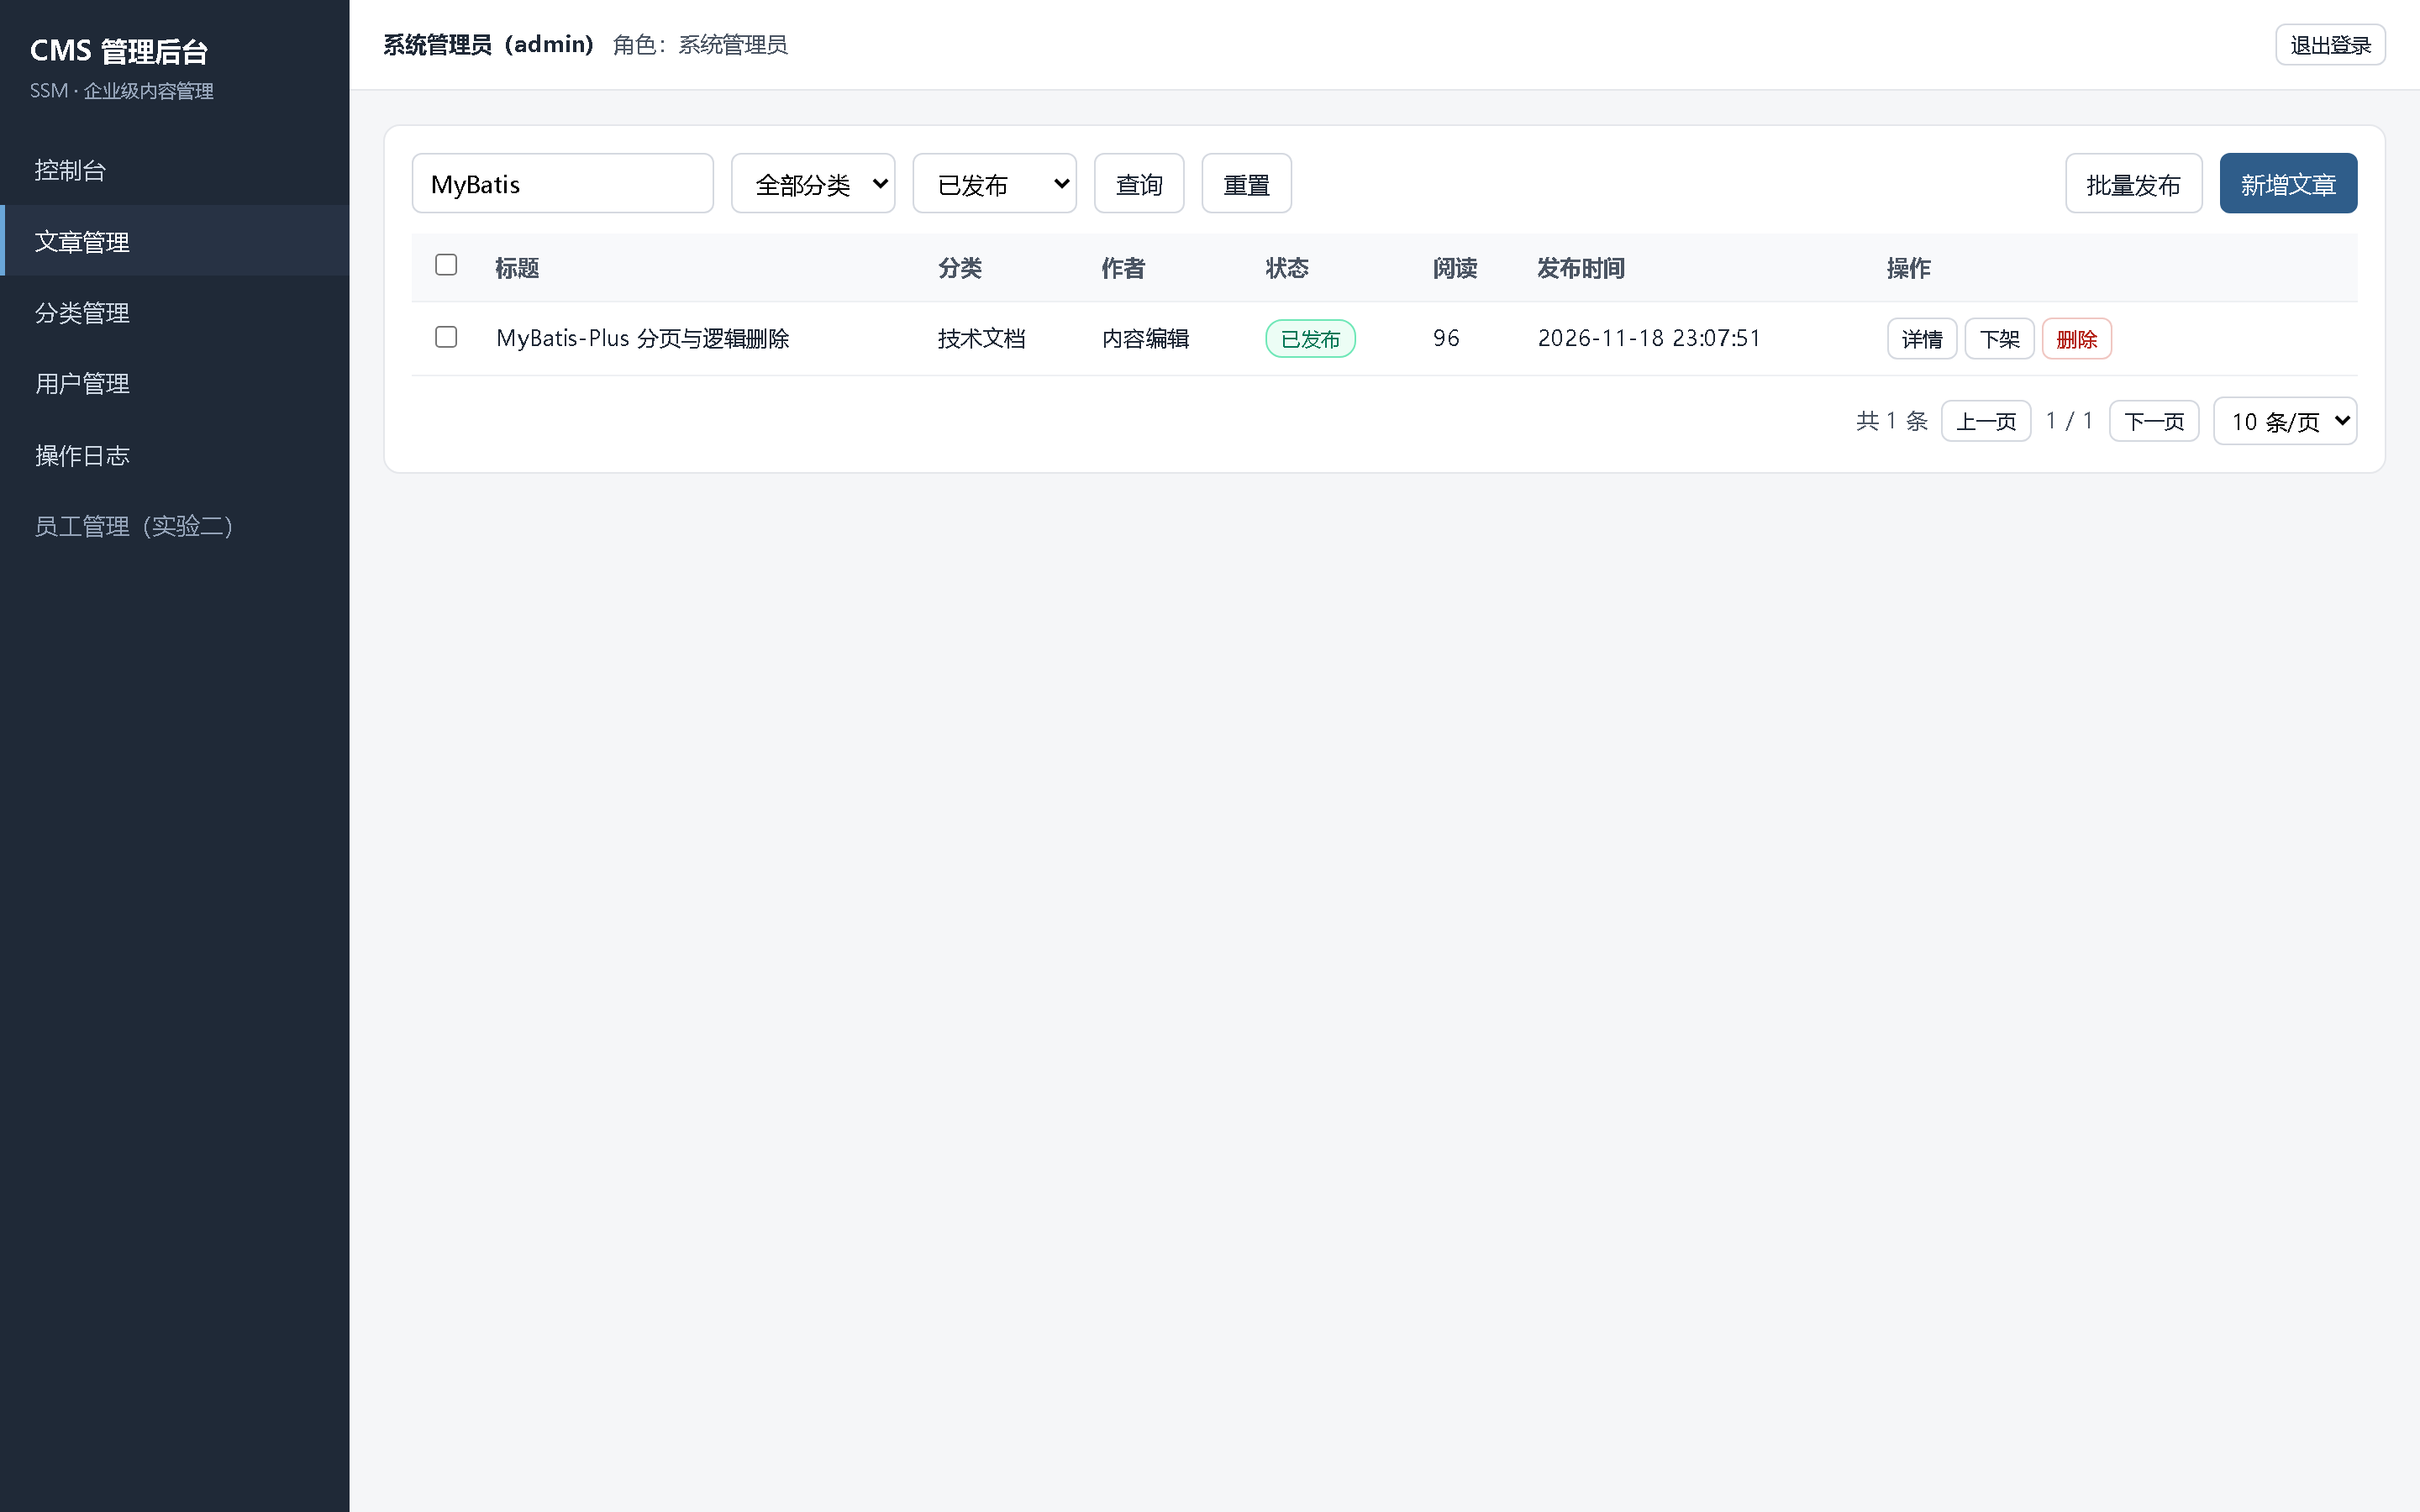 CMS 管理后台
SSM · 企业级内容管理
控制台
文章管理
分类管理
用户管理
操作日志
员工管理（实验二）
系统管理员（admin） 角色：系统管理员
退出登录
MyBatis 全部分类 已发布 查询 重置 批量发布 新增文章
标题 分类 作者 状态 阅读 发布时间 操作
MyBatis-Plus 分页与逻辑删除 技术文档 内容编辑 已发布 96 2026-11-18 23:07:51 详情 下架 删除
共 1 条 上一页 1 / 1 下一页 10 条/页